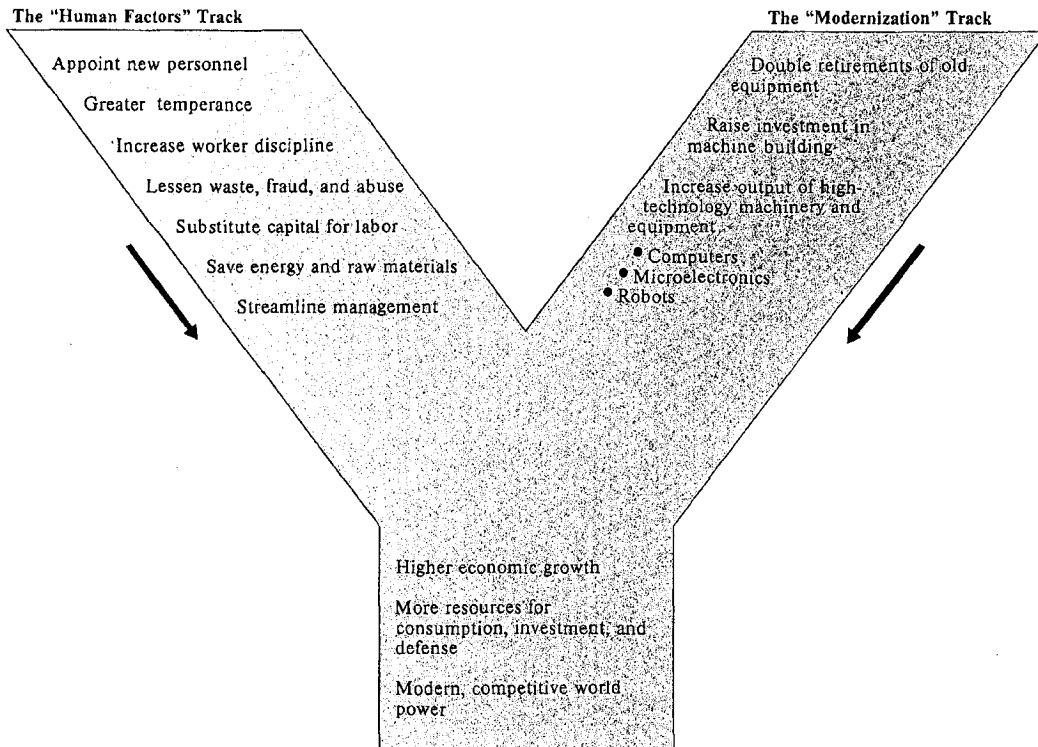 The “Human Factors” Track
Appoint new personnel
Greater temperance
Increase worker discipline
Lessen waste, fraud, and abuse
Substitute capital for labor
Save energy and raw materials
Streamline management
The “Modernization” Track
Double retirements of old
equipment
Raise investment in
machine building
Increase output of high-
technology machinery and
equipment
• Computers
• Microelectronics
• Robots
Higher economic growth
More resources for
consumption, investment, and
defense
Modern, competitive world
power